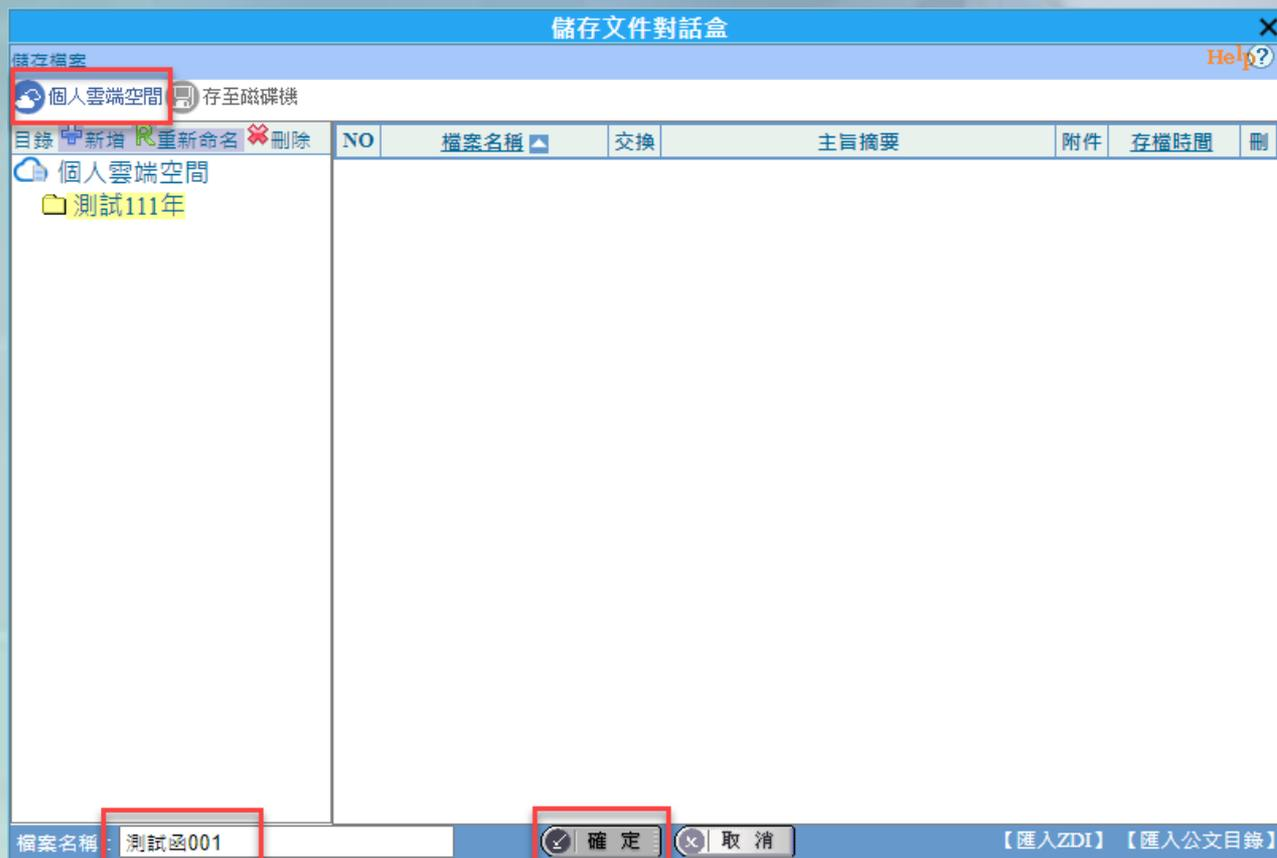 儲存文件對話盒
儲存檔案 Help?
個人雲端空間 存至磁碟機
目錄 新增 重新命名 刪除 NO 檔案名稱 交換 主旨摘要 附件 存檔時間 刪
個人雲端空間
測試111年
檔案名稱: 測試函001 確 定 取 消 【匯入ZDI】 【匯入公文目錄】